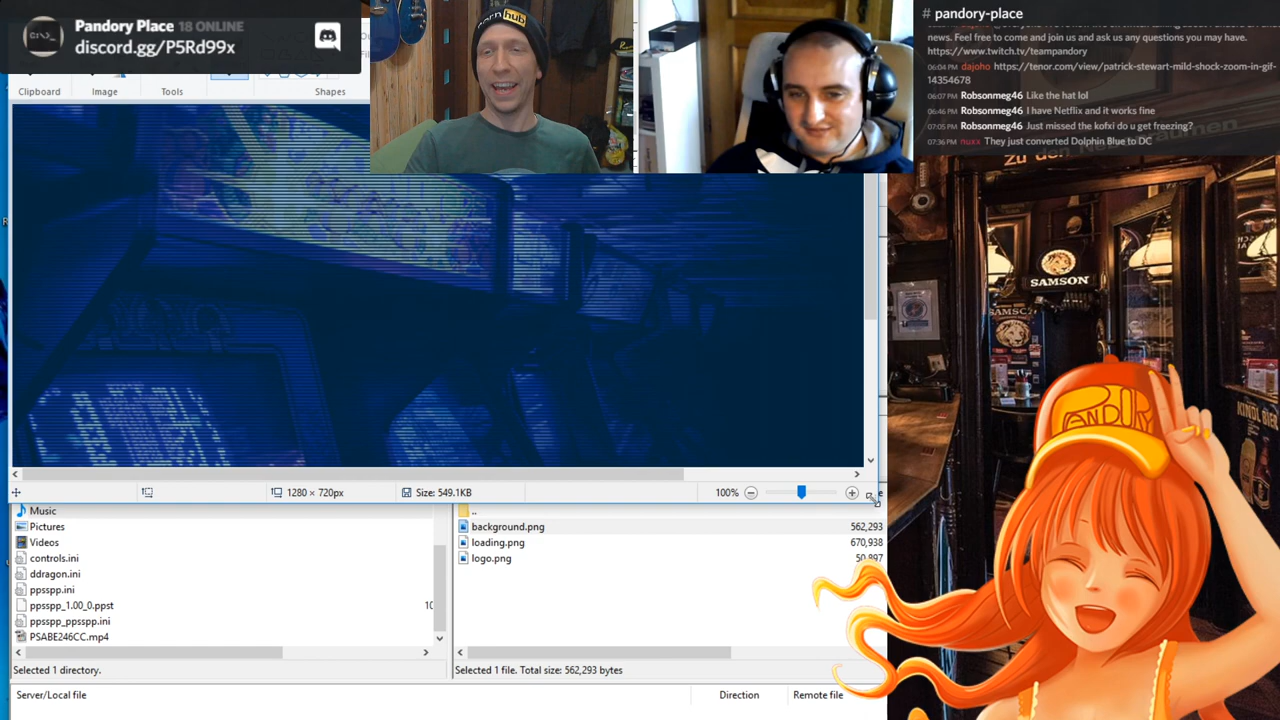 Pandory Place 18 ONLINE
discord.gg/P5Rd99x
hub
# pandory-place
news. Feel free to come and join us and ask us any questions you may have.
https://www.twitch.tv/teampandory
06:04 PM dajoho https://tenor.com/view/patrick-stewart-mild-shock-zoom-in-gif-
14354678
06:07 PM Robsonmeg46 Like the hat lol
06:46 PM Robsonmeg46 I have Netflix and it works fine
07:05 PM Robsonmeg46 Just missed the kofxi do u get freezing?
07:36 PM nuxx They just converted Dolphin Blue to DC
Clipboard
Image
Tools
Shapes
Zu den
SAMSON
PANDORY
1280 × 720px
Size: 549.1KB
100%
Music
Pictures
Videos
controls.ini
ddragon.ini
ppsspp.ini
ppsspp_1.00_0.ppst
ppsspp_ppsspp.ini
PSABE246CC.mp4
..
background.png 562,293
loading.png 670,938
logo.png 50,897
Selected 1 directory.
Selected 1 file. Total size: 562,293 bytes
Server/Local file
Direction
Remote file